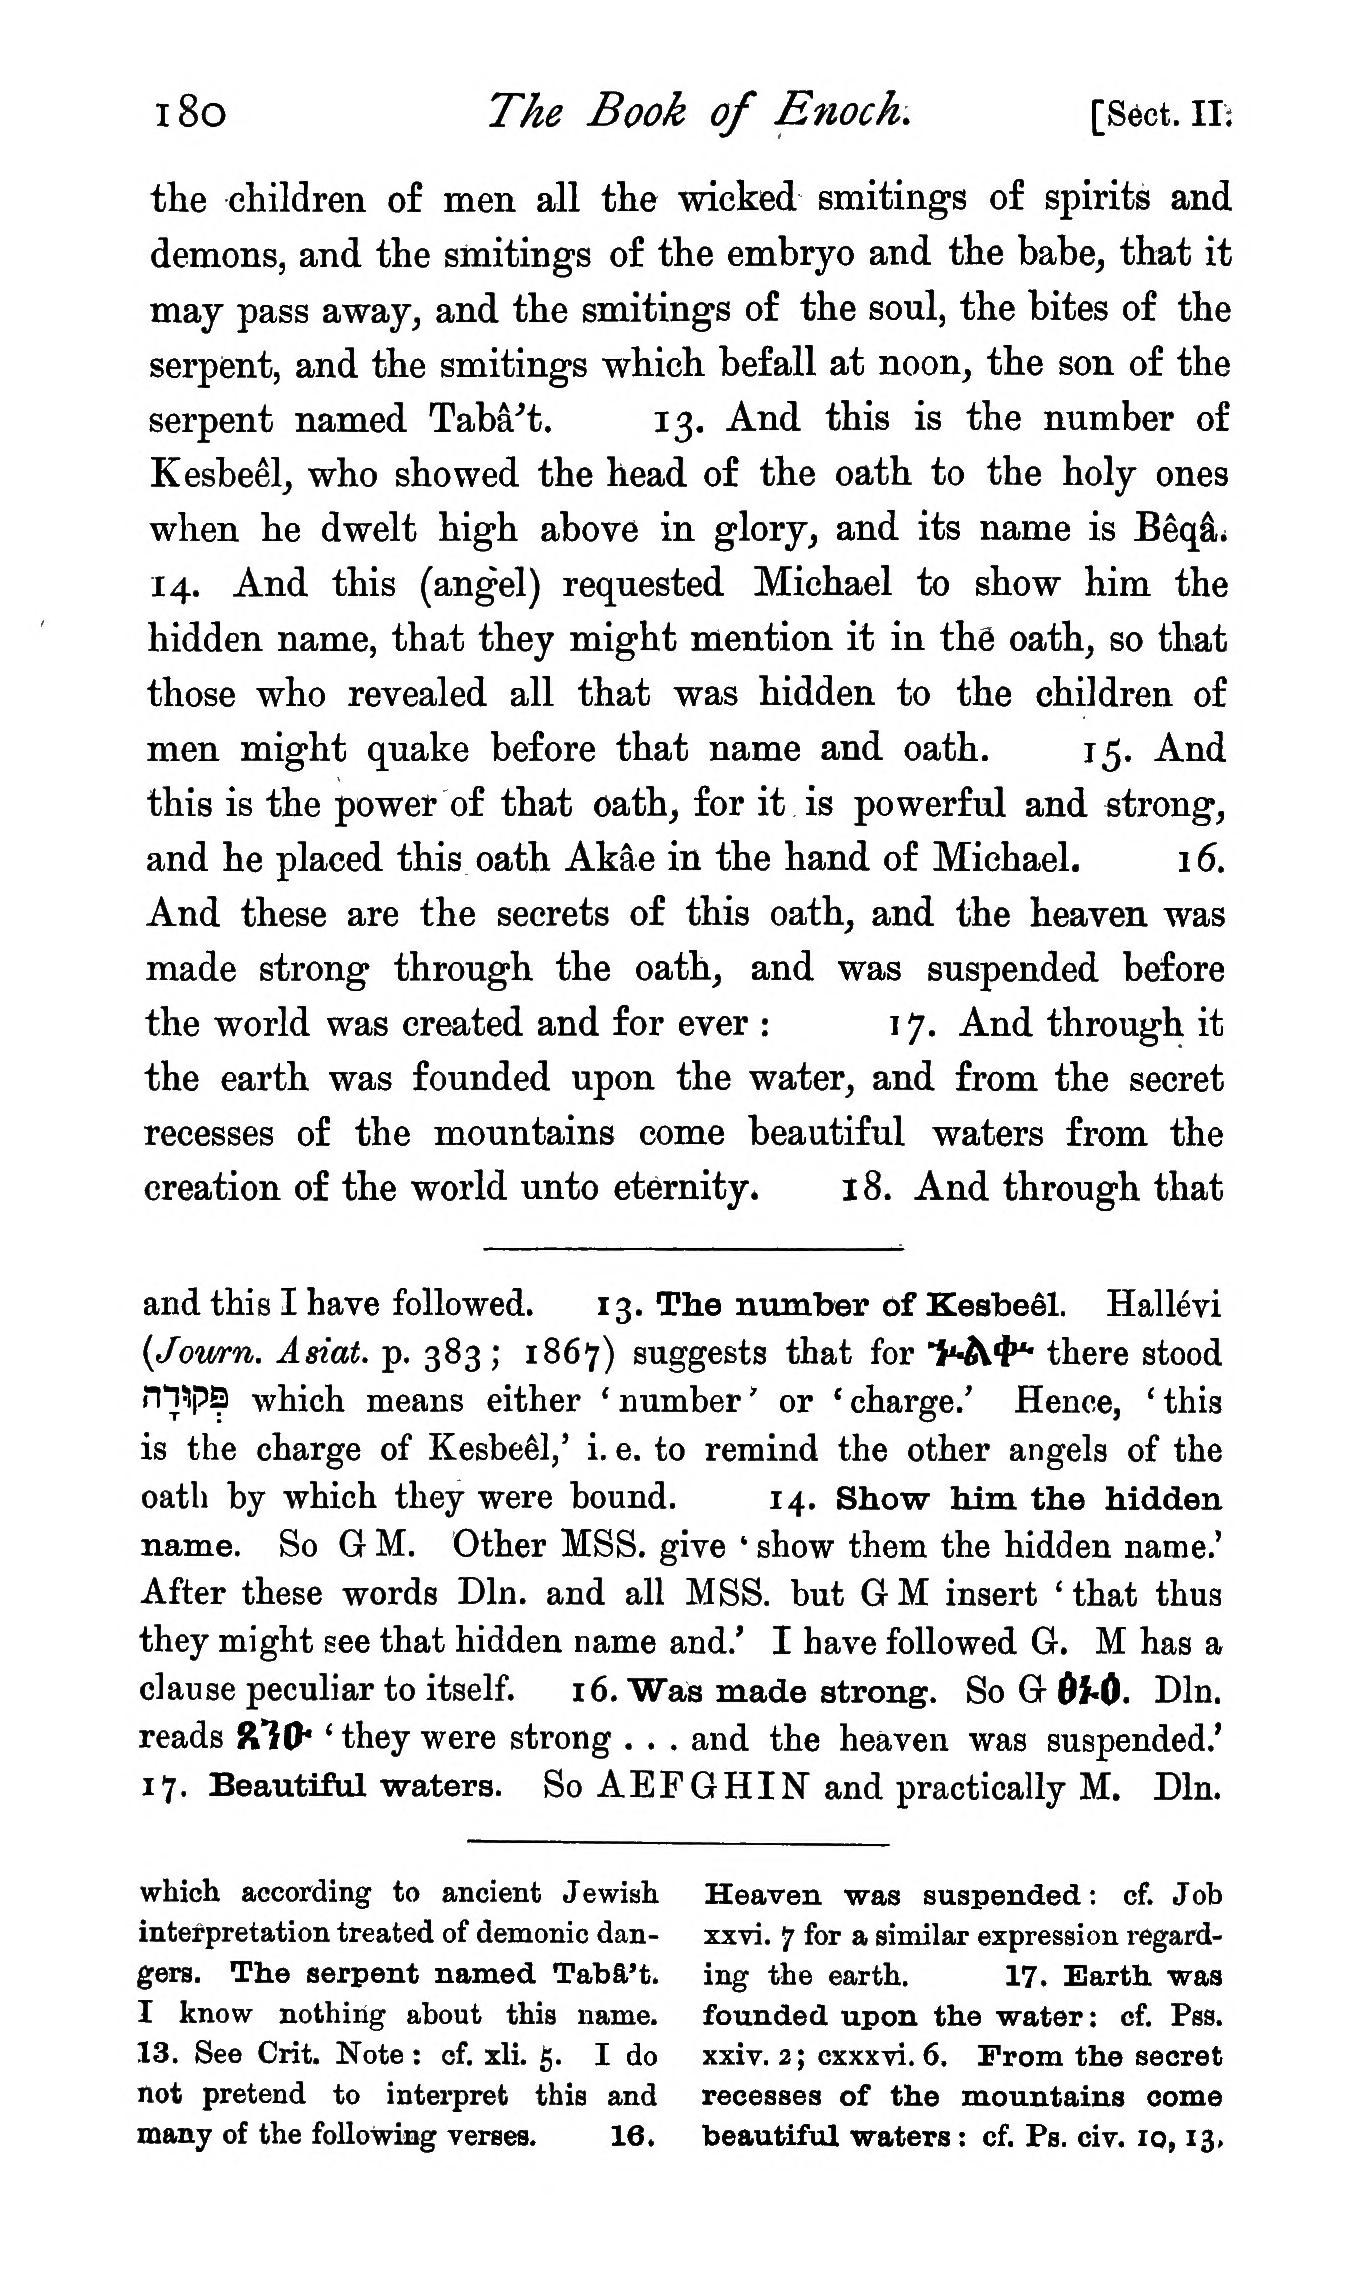 180 The Book of Enoch. [Sect. II.
the children of men all the wicked smitings of spirits and
demons, and the smitings of the embryo and the babe, that it
may pass away, and the smitings of the soul, the bites of the
serpent, and the smitings which befall at noon, the son of the
serpent named Tabâ’t. 13. And this is the number of
Kesbeêl, who showed the head of the oath to the holy ones
when he dwelt high above in glory, and its name is Bêqâ.
14. And this (angel) requested Michael to show him the
hidden name, that they might mention it in the oath, so that
those who revealed all that was hidden to the children of
men might quake before that name and oath. 15. And
this is the power of that oath, for it is powerful and strong,
and he placed this oath Akâe in the hand of Michael. 16.
And these are the secrets of this oath, and the heaven was
made strong through the oath, and was suspended before
the world was created and for ever : 17. And through it
the earth was founded upon the water, and from the secret
recesses of the mountains come beautiful waters from the
creation of the world unto eternity. 18. And through that
and this I have followed. 13. The number of Kesbeêl. Hallévi
(Journ. Asiat. p. 383 ; 1867) suggests that for ኍልቍ there stood
פְּקוּדָה which means either ‘number’ or ‘charge.’ Hence, ‘this
is the charge of Kesbeêl,’ i. e. to remind the other angels of the
oath by which they were bound. 14. Show him the hidden
name. So G M. Other MSS. give ‘show them the hidden name.’
After these words Dln. and all MSS. but G M insert ‘that thus
they might see that hidden name and.’ I have followed G. M has a
clause peculiar to itself. 16. Was made strong. So G Dln.
reads ጸንዑ ‘they were strong . . . and the heaven was suspended.’
17. Beautiful waters. So A E F G H I N and practically M. Dln.
which according to ancient Jewish
interpretation treated of demonic dan-
gers. The serpent named Tabâ’t.
I know nothing about this name.
13. See Crit. Note : cf. xli. 5. I do
not pretend to interpret this and
many of the following verses. 16.
Heaven was suspended : cf. Job
xxvi. 7 for a similar expression regard-
ing the earth. 17. Earth was
founded upon the water : cf. Pss.
xxiv. 2 ; cxxxvi. 6. From the secret
recesses of the mountains come
beautiful waters : cf. Ps. civ. 10, 13,